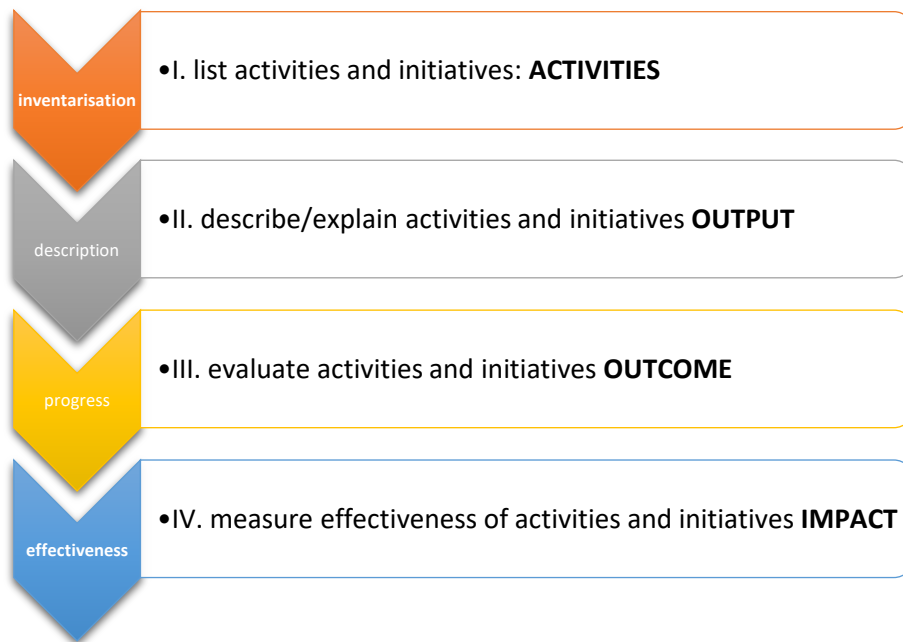 inventarisation
•I. list activities and initiatives: ACTIVITIES
description
•II. describe/explain activities and initiatives OUTPUT
progress
•III. evaluate activities and initiatives OUTCOME
effectiveness
•IV. measure effectiveness of activities and initiatives IMPACT